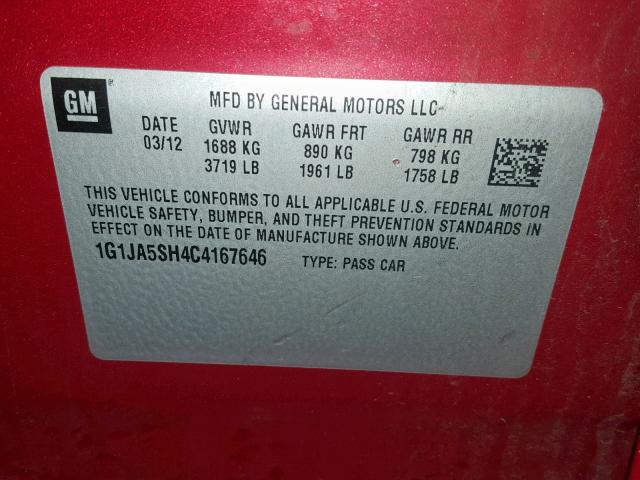 GM
MFD BY GENERAL MOTORS LLC
DATE GVWR GAWR FRT GAWR RR
03/12 1688 KG 890 KG 798 KG
3719 LB 1961 LB 1758 LB
THIS VEHICLE CONFORMS TO ALL APPLICABLE U.S. FEDERAL MOTOR
VEHICLE SAFETY, BUMPER, AND THEFT PREVENTION STANDARDS IN
EFFECT ON THE DATE OF MANUFACTURE SHOWN ABOVE.
1G1JA5SH4C4167646 TYPE: PASS CAR